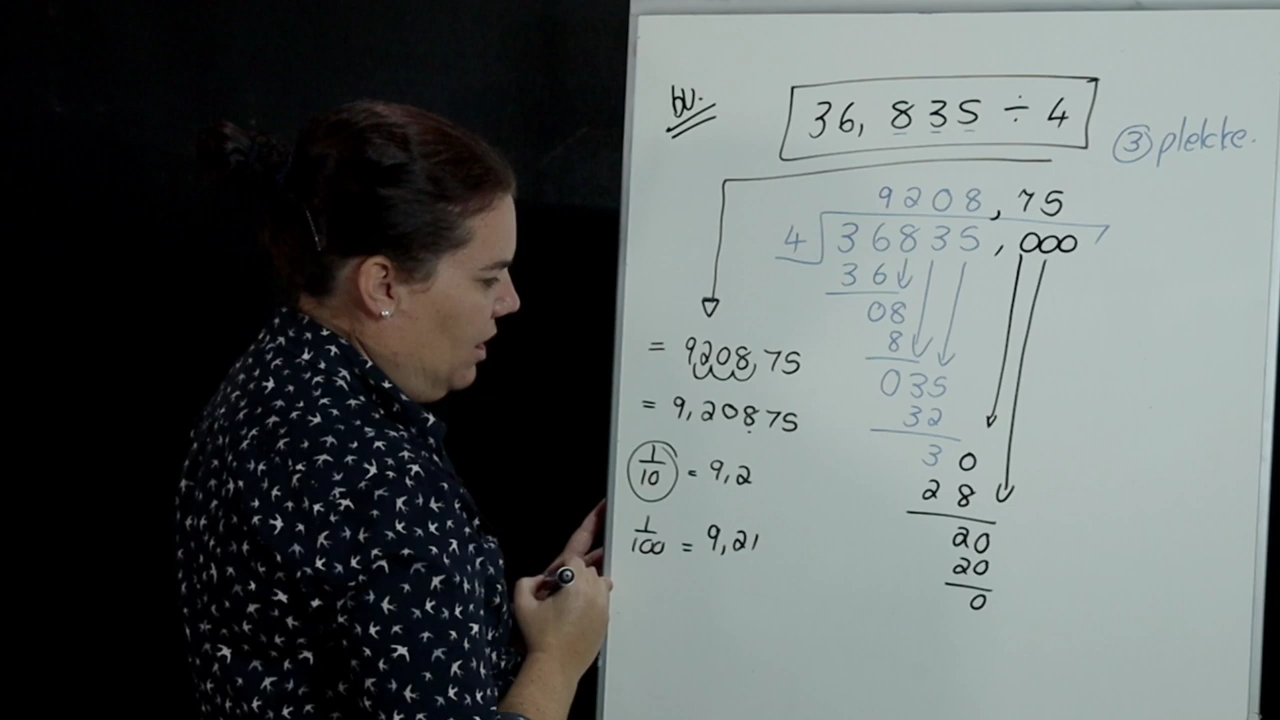 bv.
36, 835 ÷ 4
③ plekke.
9208,75
4 36835,000
36
08
8
035
32
30
28
20
20
0
= 9208,75
= 9,20875
1/10 = 9,2
1/100 = 9,21